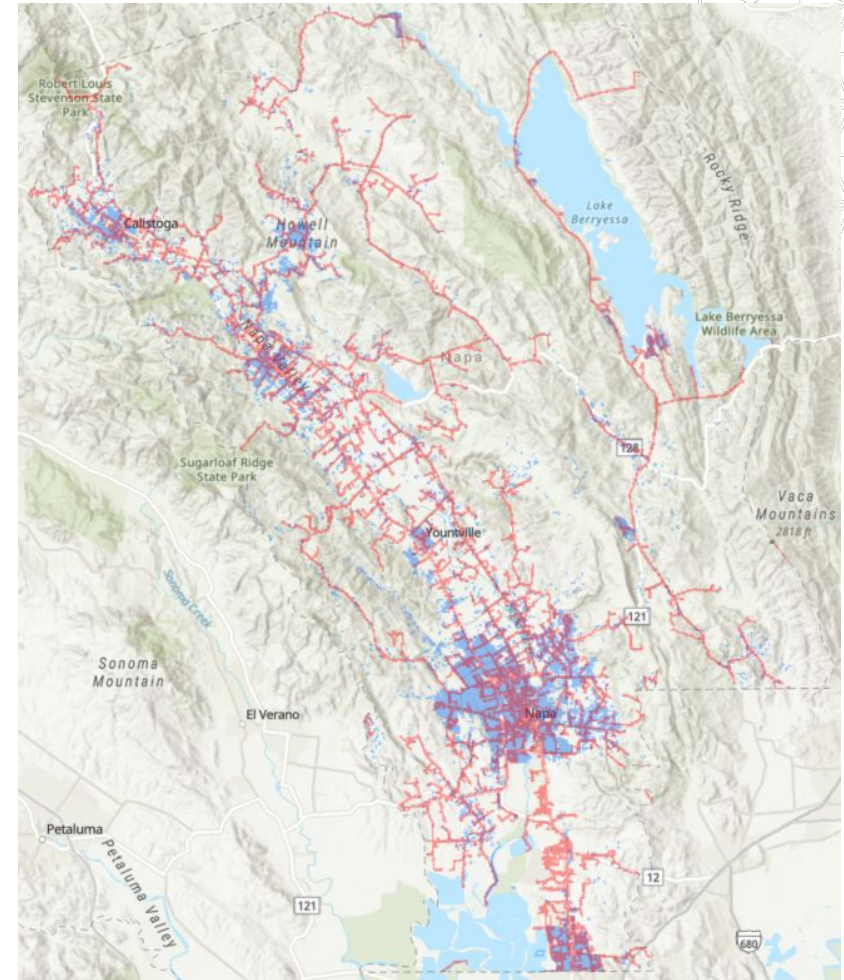 Robert Louis
Stevenson State
Park
Calistoga
Howell
Mountain
Lake
Berryessa
Rocky Ridge
Lake Berryessa
Wildlife Area
Napa Valley
Napa
Sugarloaf Ridge
State Park
128
Vaca
Mountains
2818 ft
Yountville
Sonoma Creek
121
Sonoma
Mountain
El Verano
Napa
Petaluma
Petaluma Valley
121
12
680